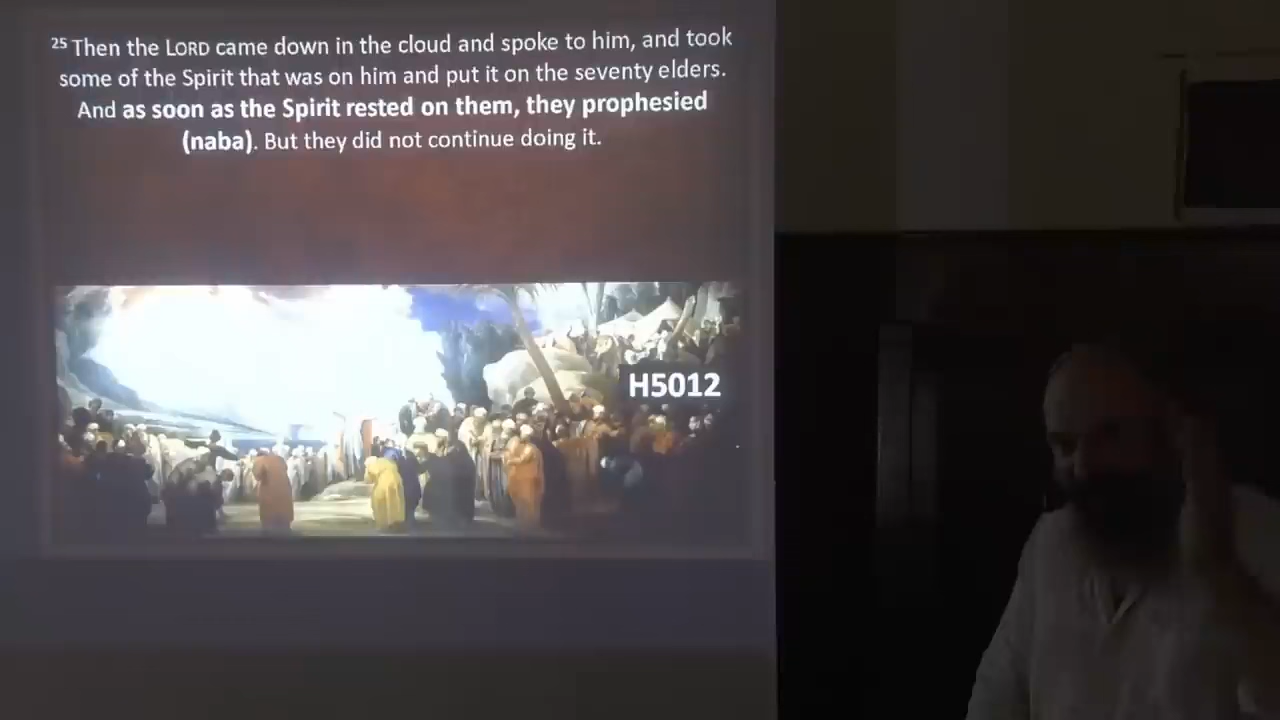 25 Then the LORD came down in the cloud and spoke to him, and took
some of the Spirit that was on him and put it on the seventy elders.
And as soon as the Spirit rested on them, they prophesied
(naba). But they did not continue doing it.
H5012